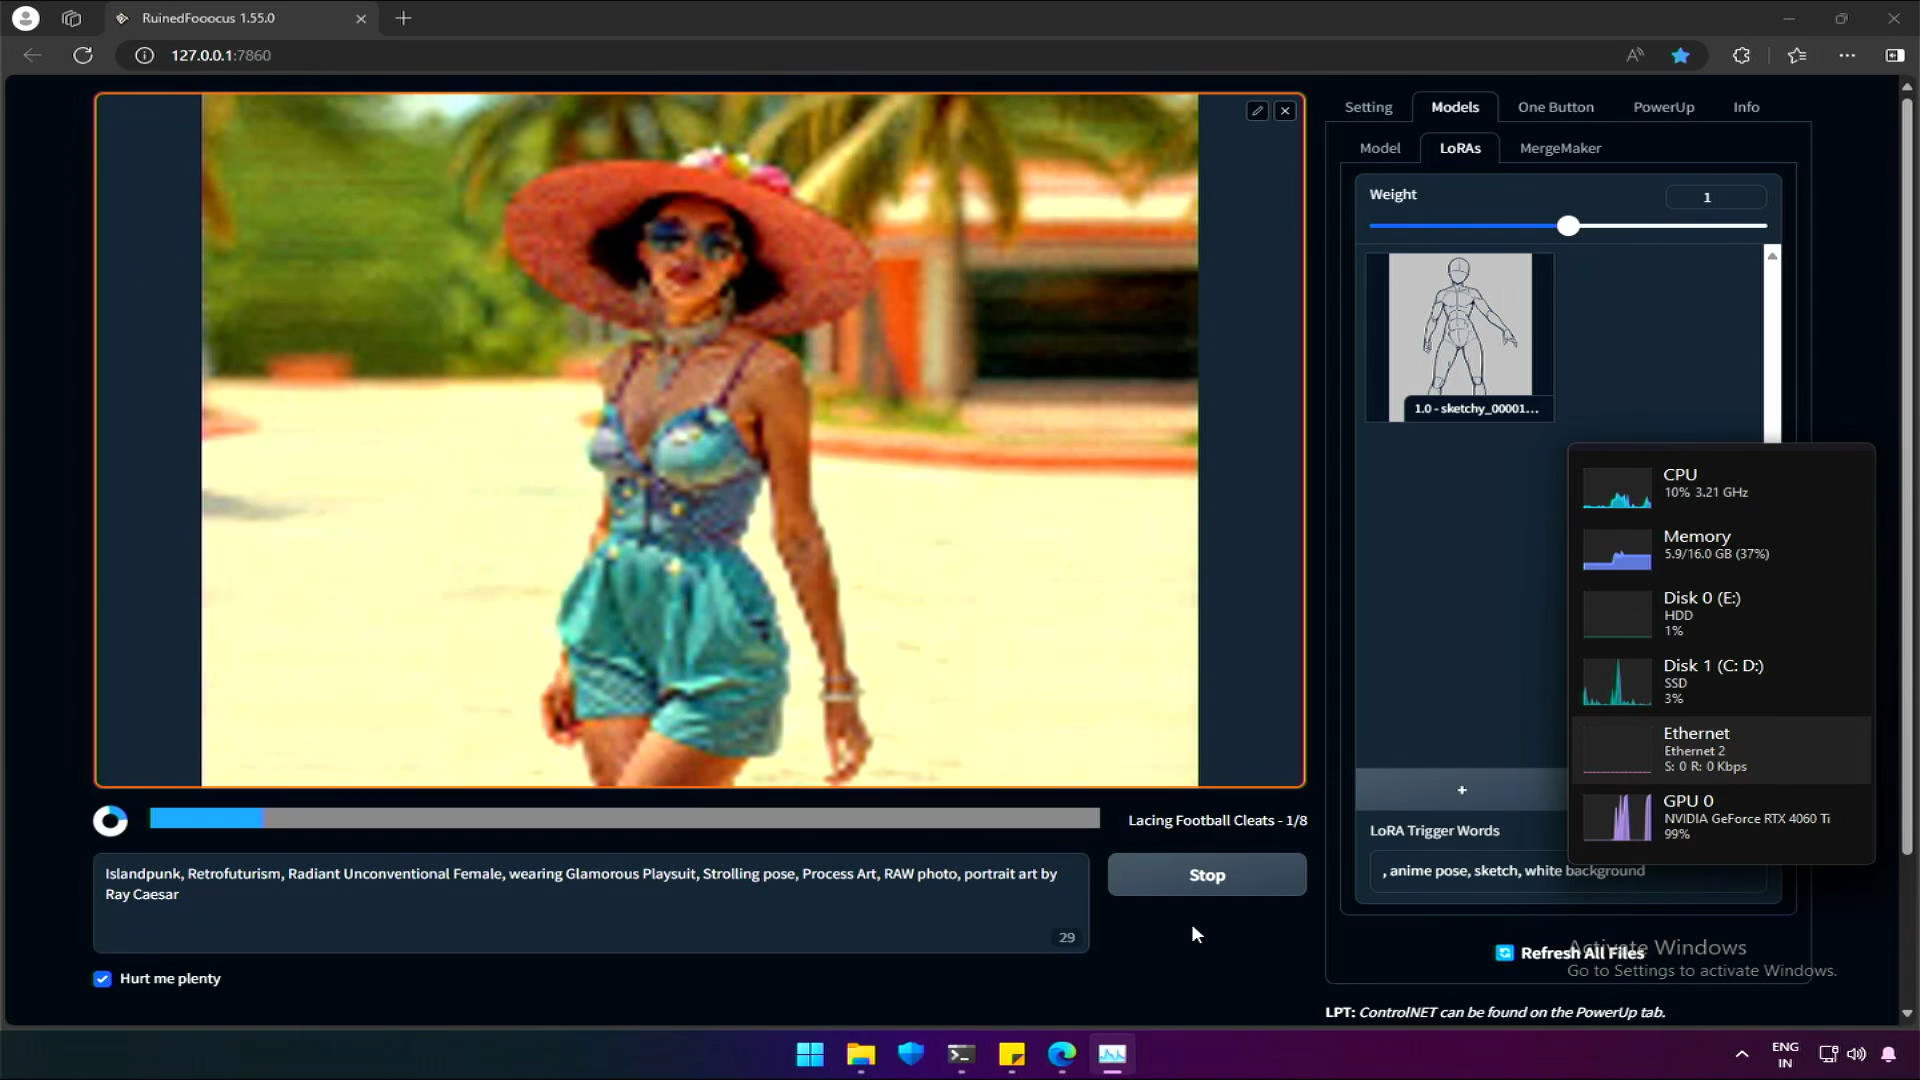 RuinedFooocus 1.55.0
127.0.0.1:7860
Setting
Models
One Button
PowerUp
Info
Model
LoRAs
MergeMaker
Weight
1
1.0 - sketchy_00001...
CPU
10% 3.21 GHz
Memory
5.9/16.0 GB (37%)
Disk 0 (E:)
HDD
1%
Disk 1 (C: D:)
SSD
3%
Ethernet
Ethernet 2
S: 0 R: 0 Kbps
GPU 0
NVIDIA GeForce RTX 4060 Ti
99%
+
LoRA Trigger Words
, anime pose, sketch, white background
Lacing Football Cleats - 1/8
Islandpunk, Retrofuturism, Radiant Unconventional Female, wearing Glamorous Playsuit, Strolling pose, Process Art, RAW photo, portrait art by
Ray Caesar
29
Stop
Hurt me plenty
Refresh All Files
Activate Windows
Go to Settings to activate Windows.
LPT: ControlNET can be found on the PowerUp tab.
ENG
IN